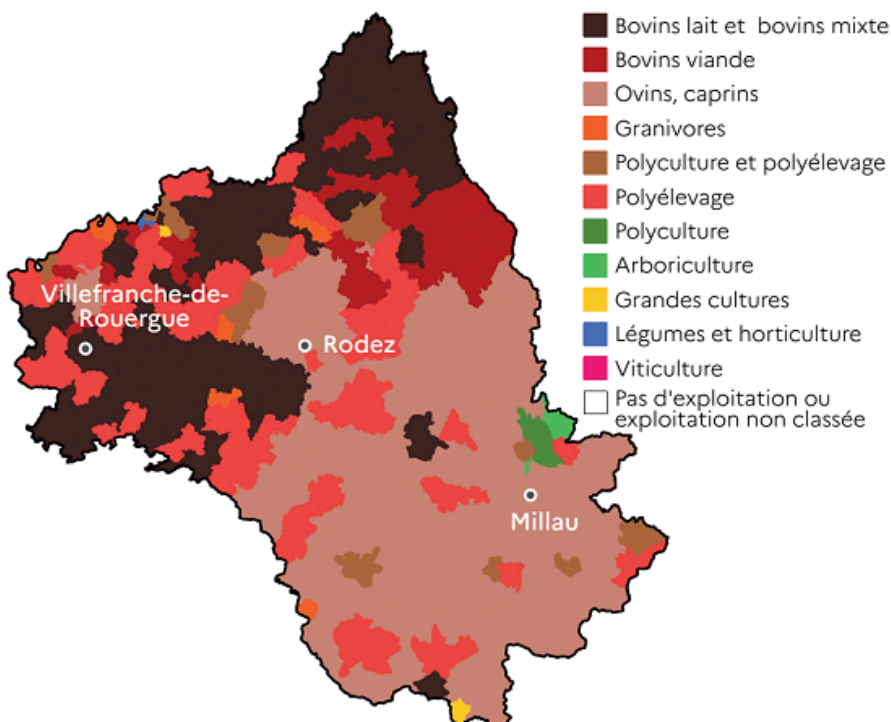 Bovins lait et bovins mixte
Bovins viande
Ovins, caprins
Granivores
Polyculture et polyélevage
Polyélevage
Polyculture
Arboriculture
Grandes cultures
Légumes et horticulture
Viticulture
Pas d'exploitation ou
exploitation non classée
Villefranche-de-
Rouergue
Rodez
Millau